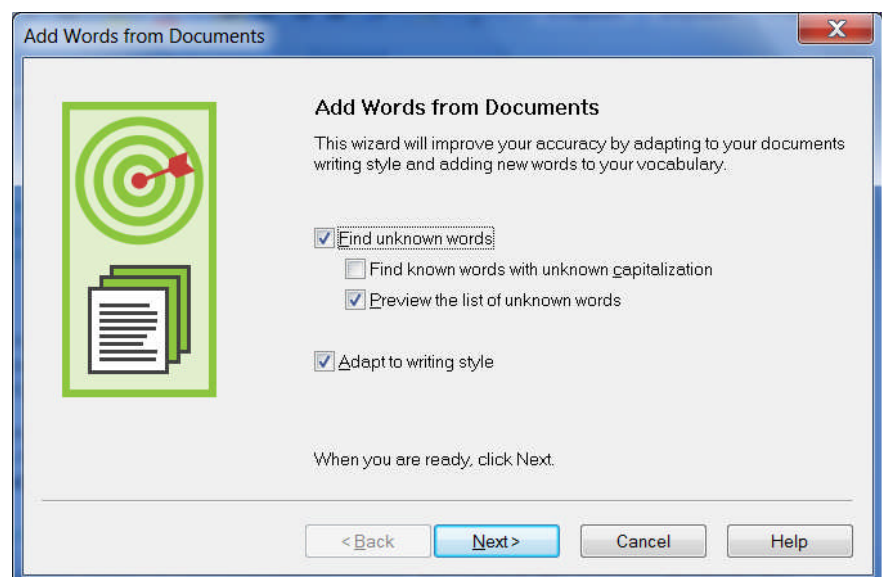 Add Words from Documents
Add Words from Documents
This wizard will improve your accuracy by adapting to your documents
writing style and adding new words to your vocabulary.
Find unknown words
Find known words with unknown capitalization
Preview the list of unknown words
Adapt to writing style
When you are ready, click Next.
< Back Next > Cancel Help